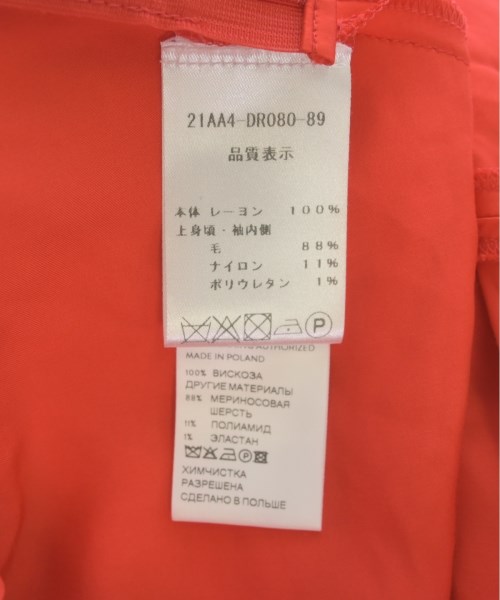 21AA4-DR080-89
品質表示
本体 レーヨン 100%
上身頃・袖内側
毛 88%
ナイロン 11%
ポリウレタン 1%
P
AUTHORIZED
MADE IN POLAND
100% ВИСКОЗА
ДРУГИЕ МАТЕРИАЛЫ
88% МЕРИНОСОВАЯ
ШЕРСТЬ
11% ПОЛИАМИД
1% ЭЛАСТАН
P
ХИМЧИСТКА
РАЗРЕШЕНА
СДЕЛАНО В ПОЛЬШЕ